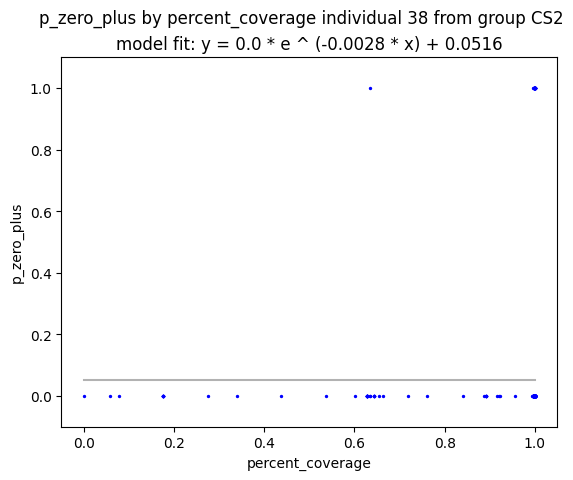 p_zero_plus by percent_coverage individual 38 from group CS2
model fit: y = 0.0 * e ^ (-0.0028 * x) + 0.0516
1.0
0.8
0.6
0.4
0.2
0.0
p_zero_plus
0.0 0.2 0.4 0.6 0.8 1.0
percent_coverage